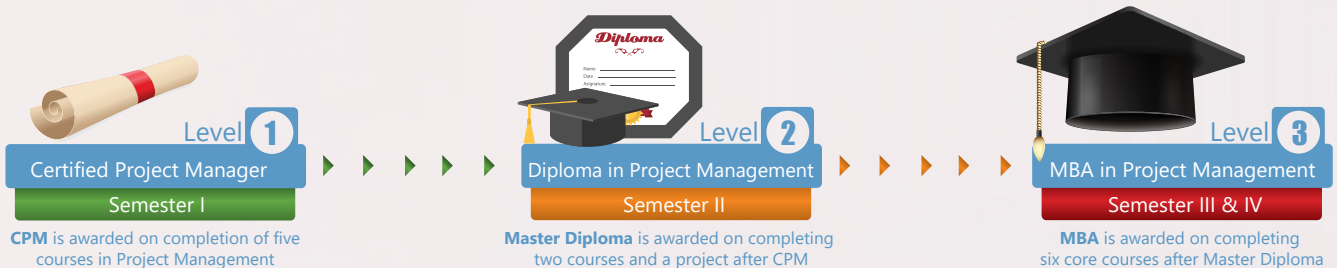 Diploma
Name
Date
Level 1
Level 2
Level 3
Certified Project Manager
Diploma in Project Management
MBA in Project Management
Semester I
Semester II
Semester III & IV
CPM is awarded on completion of five
courses in Project Management
Master Diploma is awarded on completing
two courses and a project after CPM
MBA is awarded on completing
six core courses after Master Diploma